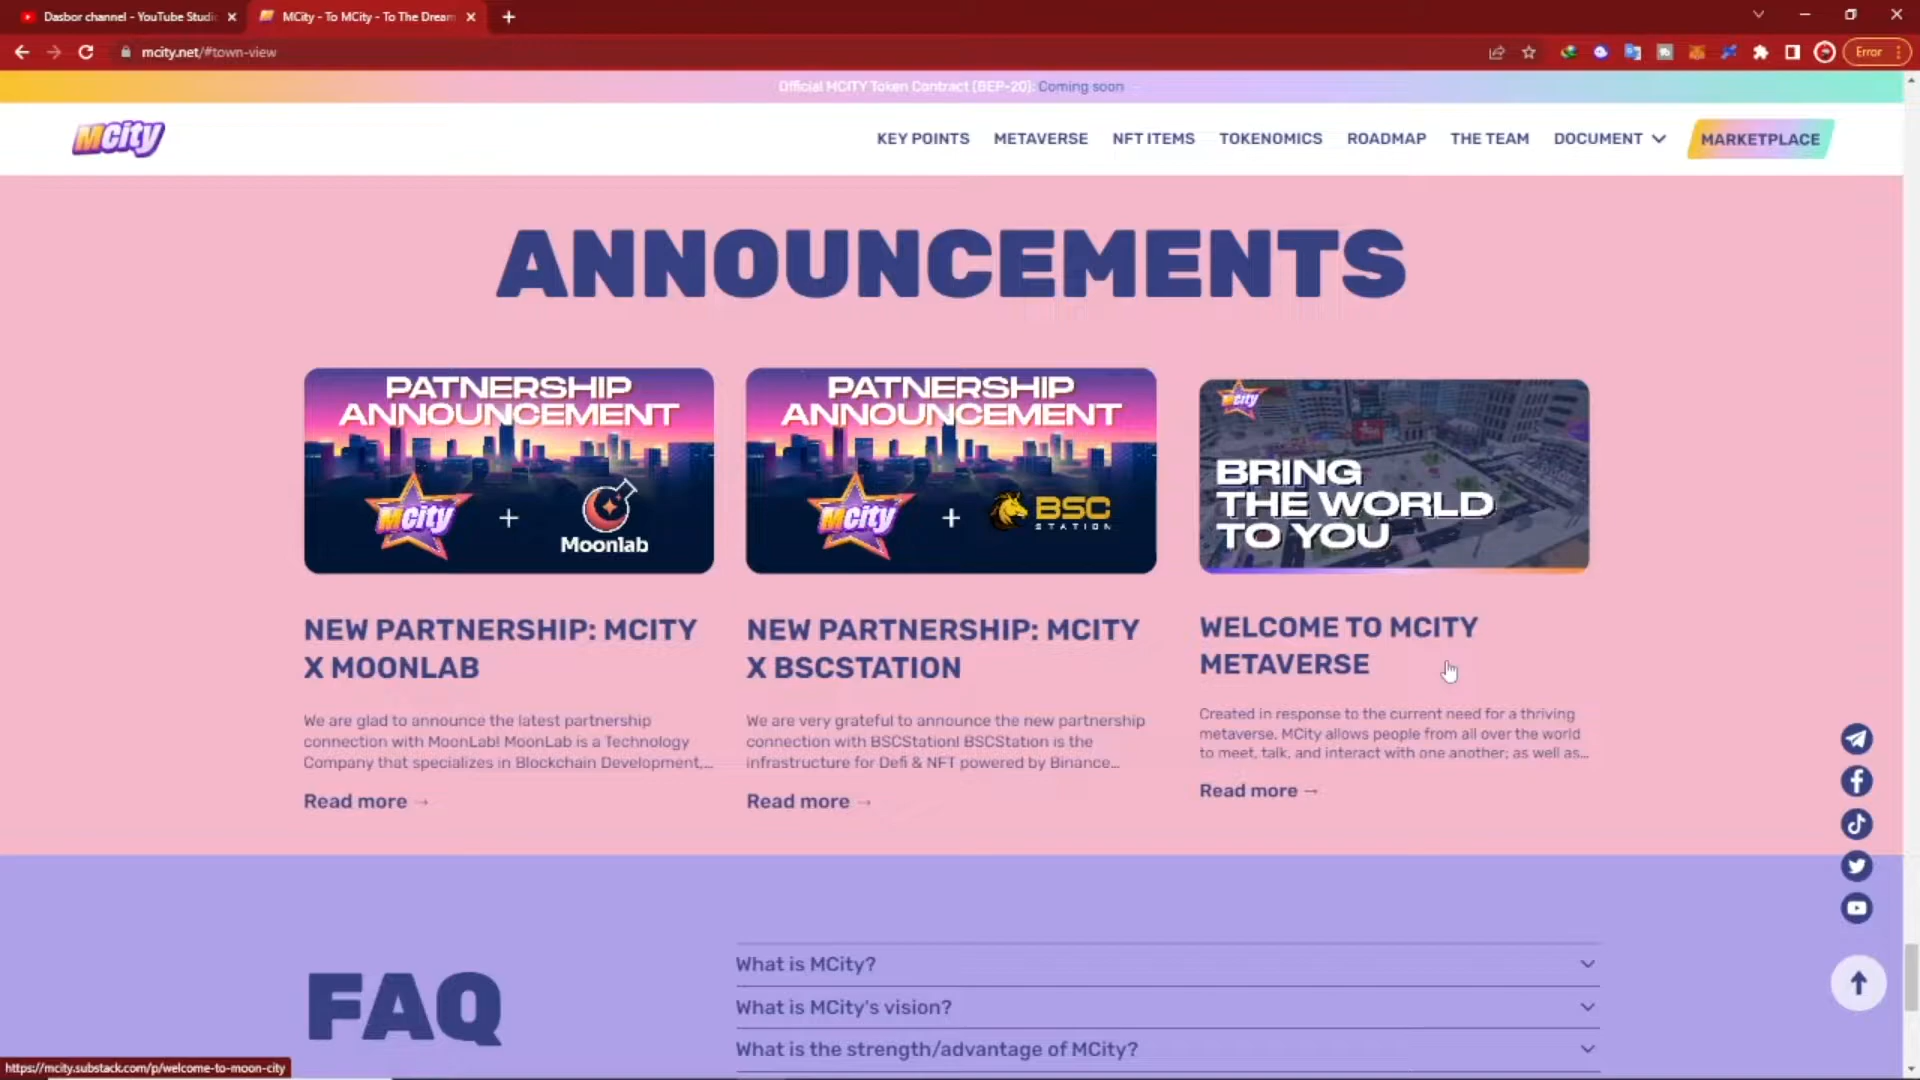 Dasbor channel - YouTube Studi
MCity - To MCity - To The Dream
mcity.net/#town-view
Error
Official MCITY Token Contract (BEP-20): Coming soon
MCity
KEY POINTS
METAVERSE
NFT ITEMS
TOKENOMICS
ROADMAP
THE TEAM
DOCUMENT
MARKETPLACE
ANNOUNCEMENTS
PATNERSHIP
ANNOUNCEMENT
MCity
+
Moonlab
PATNERSHIP
ANNOUNCEMENT
MCity
+
BSC
STATION
MCity
BRING
THE WORLD
TO YOU
NEW PARTNERSHIP: MCITY
X MOONLAB
We are glad to announce the latest partnership
connection with MoonLab! MoonLab is a Technology
Company that specializes in Blockchain Development,...
Read more →
NEW PARTNERSHIP: MCITY
X BSCSTATION
We are very grateful to announce the new partnership
connection with BSCStation! BSCStation is the
infrastructure for Defi & NFT powered by Binance...
Read more →
WELCOME TO MCITY
METAVERSE
Created in response to the current need for a thriving
metaverse, MCity allows people from all over the world
to meet, talk, and interact with one another; as well as...
Read more →
FAQ
What is MCity?
What is MCity's vision?
What is the strength/advantage of MCity?
https://mcity.substack.com/p/welcome-to-moon-city